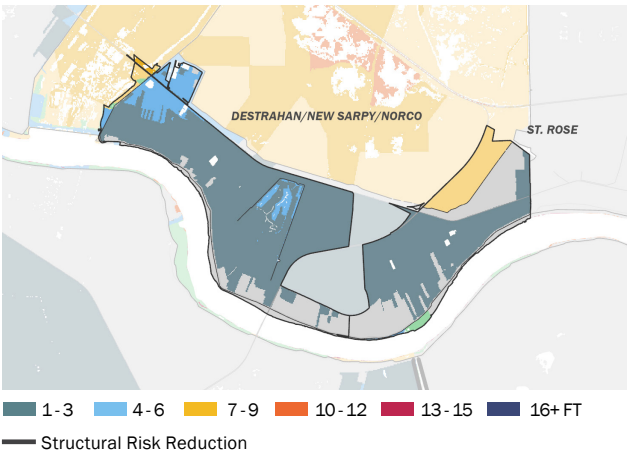 DESTRAHAN/NEW SARPY/NORCO
ST. ROSE
1 - 3 4 - 6 7 - 9 10 - 12 13 - 15 16+ FT
Structural Risk Reduction